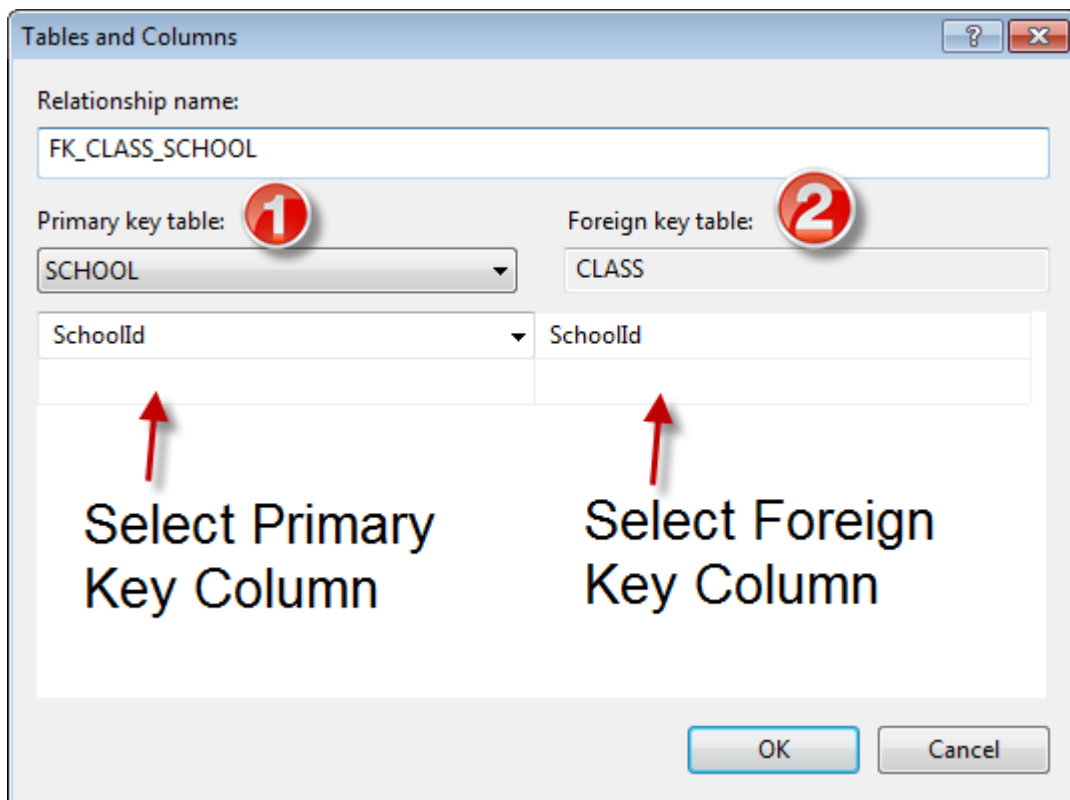 Tables and Columns
?
Relationship name:
FK_CLASS_SCHOOL
Primary key table:
1
Foreign key table:
2
SCHOOL
CLASS
SchoolId
SchoolId
Select Primary
Key Column
Select Foreign
Key Column
OK
Cancel